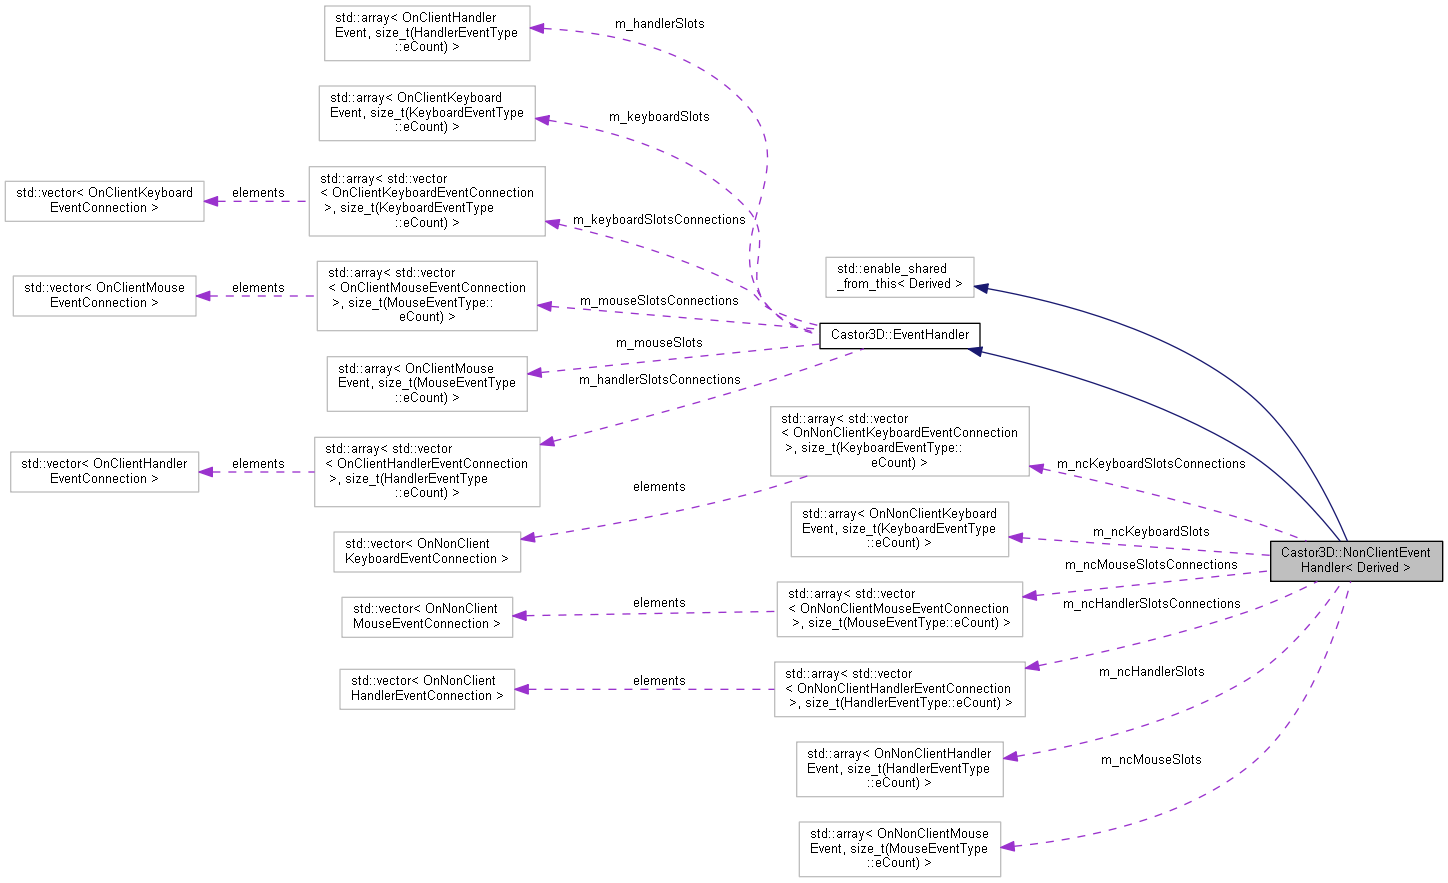 std::array< OnClientHandler
Event, size_t(HandlerEventType
::eCount) >
m_handlerSlots
std::array< OnClientKeyboard
Event, size_t(KeyboardEventType
::eCount) >
m_keyboardSlots
std::vector< OnClientKeyboard
EventConnection >
elements
std::array< std::vector
< OnClientKeyboardEventConnection
>, size_t(KeyboardEventType
::eCount) >
m_keyboardSlotsConnections
std::vector< OnClientMouse
EventConnection >
elements
std::array< std::vector
< OnClientMouseEventConnection
>, size_t(MouseEventType::
eCount) >
m_mouseSlotsConnections
std::enable_shared
_from_this< Derived >
Castor3D::EventHandler
std::array< OnClientMouse
Event, size_t(MouseEventType
::eCount) >
m_mouseSlots
m_handlerSlotsConnections
std::vector< OnClientHandler
EventConnection >
elements
std::array< std::vector
< OnClientHandlerEventConnection
>, size_t(HandlerEventType
::eCount) >
std::array< std::vector
< OnNonClientKeyboardEventConnection
>, size_t(KeyboardEventType::
eCount) >
m_ncKeyboardSlotsConnections
elements
std::vector< OnNonClient
KeyboardEventConnection >
std::array< OnNonClientKeyboard
Event, size_t(KeyboardEventType
::eCount) >
m_ncKeyboardSlots
Castor3D::NonClientEvent
Handler< Derived >
m_ncMouseSlotsConnections
std::vector< OnNonClient
MouseEventConnection >
elements
std::array< std::vector
< OnNonClientMouseEventConnection
>, size_t(MouseEventType::eCount) >
m_ncHandlerSlotsConnections
std::vector< OnNonClient
HandlerEventConnection >
elements
std::array< std::vector
< OnNonClientHandlerEventConnection
>, size_t(HandlerEventType::eCount) >
m_ncHandlerSlots
std::array< OnNonClientHandler
Event, size_t(HandlerEventType
::eCount) >
m_ncMouseSlots
std::array< OnNonClientMouse
Event, size_t(MouseEventType
::eCount) >